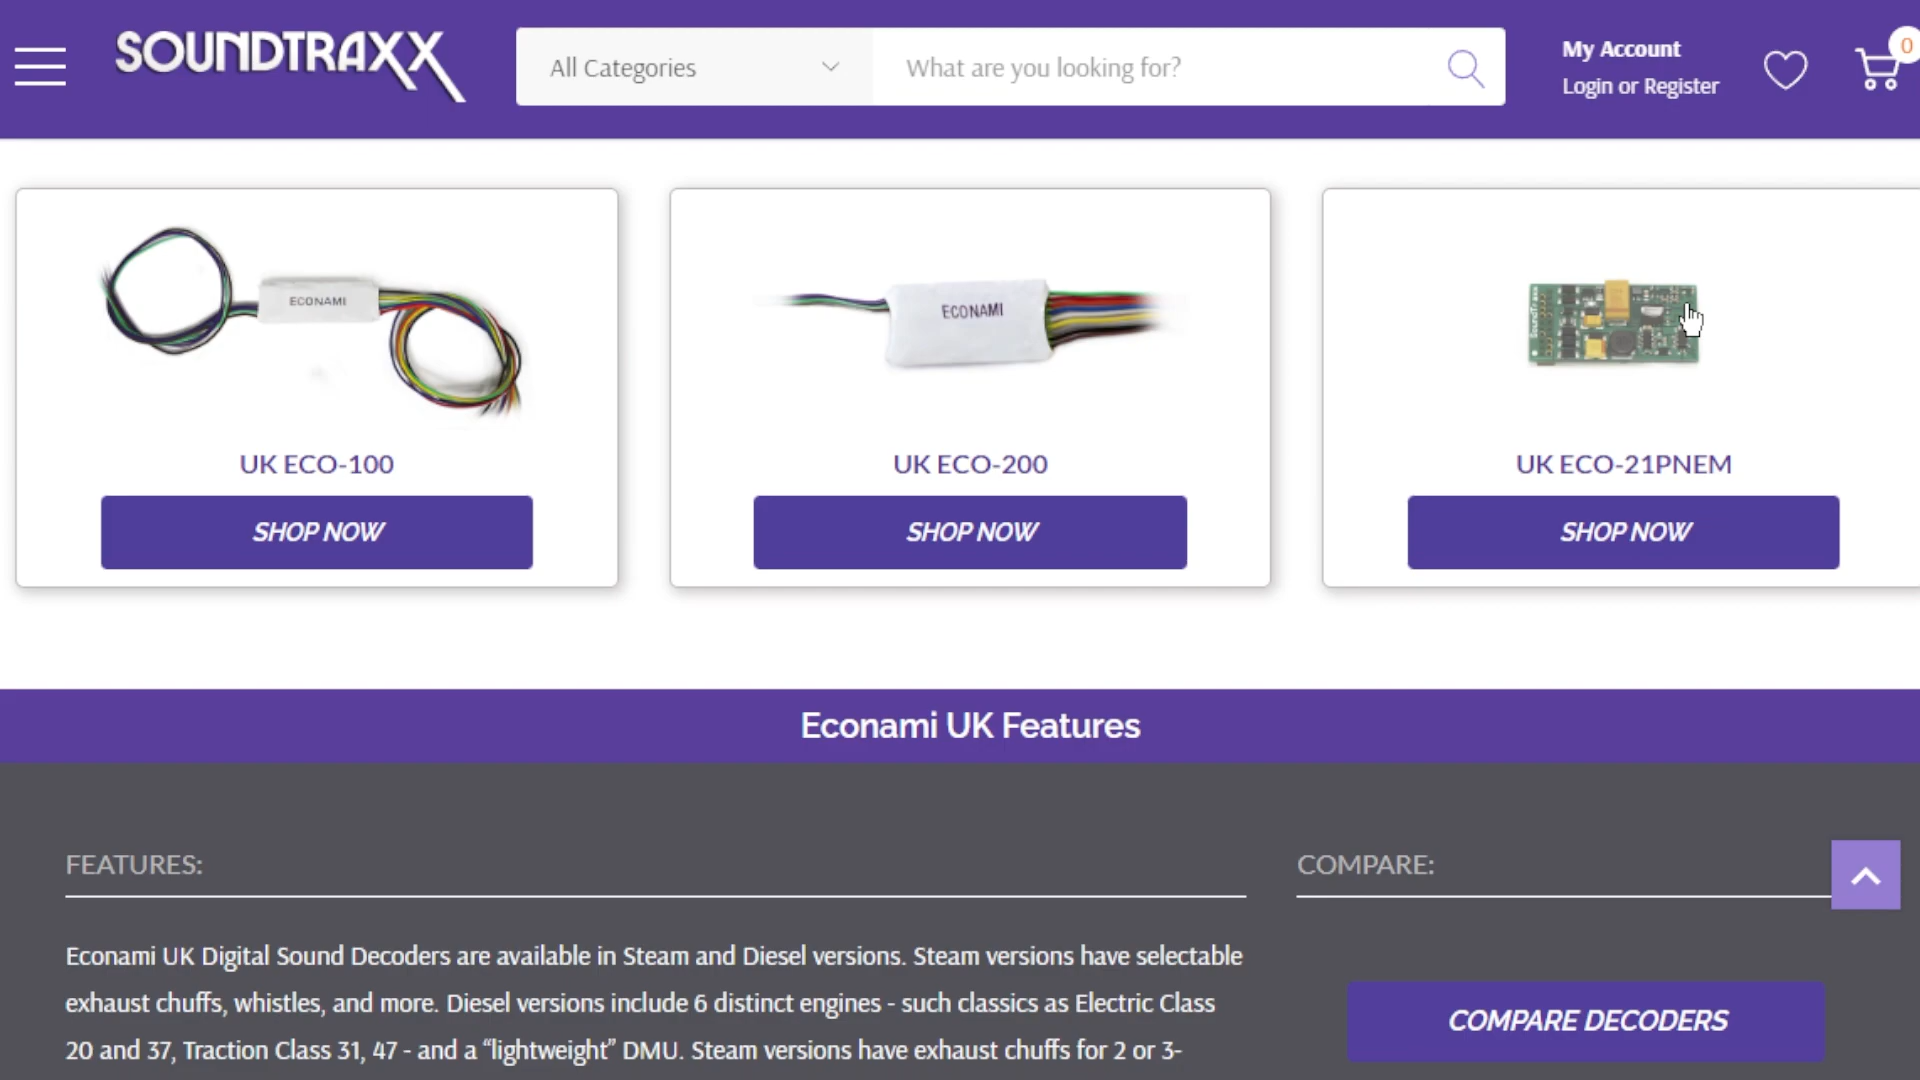 SOUNDTRAXX
All Categories
What are you looking for?
My Account
Login or Register
0
ECONAMI
ECONAMI
SoundTraxx
UK ECO-100
UK ECO-200
UK ECO-21PNEM
SHOP NOW
SHOP NOW
SHOP NOW
Econami UK Features
FEATURES:
Econami UK Digital Sound Decoders are available in Steam and Diesel versions. Steam versions have selectable
exhaust chuffs, whistles, and more. Diesel versions include 6 distinct engines - such classics as Electric Class
20 and 37, Traction Class 31, 47 - and a “lightweight” DMU. Steam versions have exhaust chuffs for 2 or 3-
COMPARE:
COMPARE DECODERS